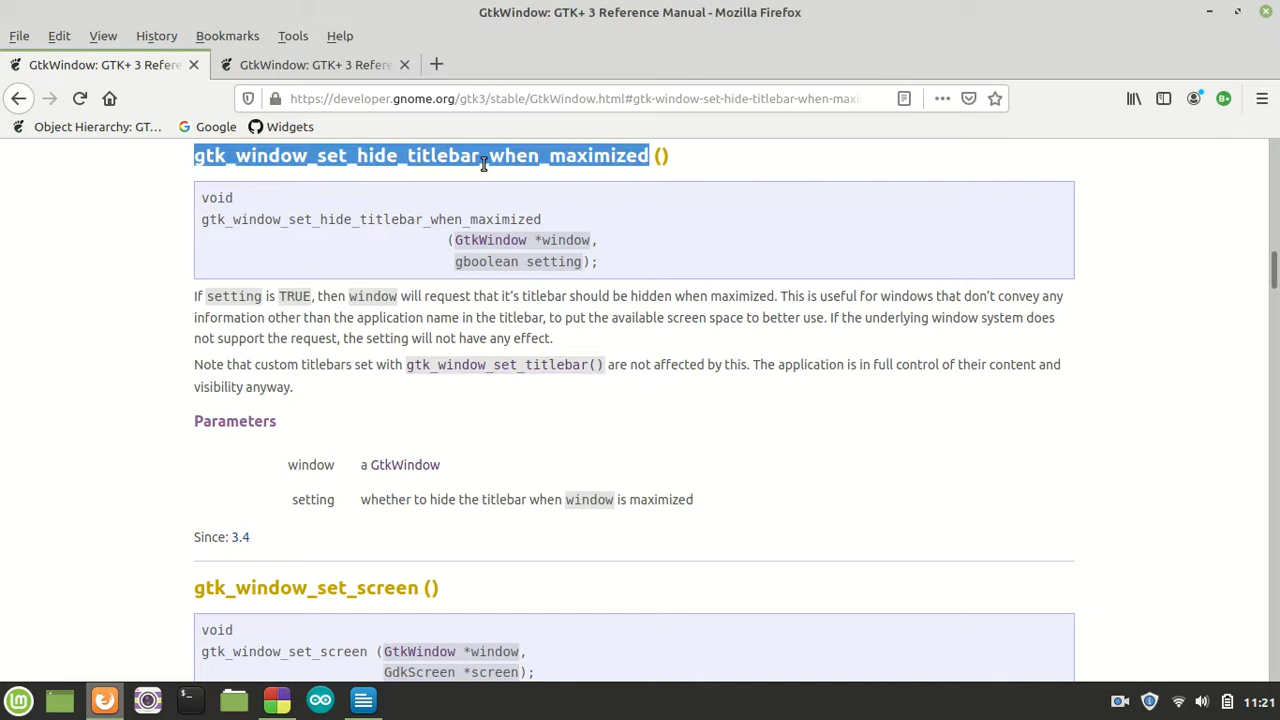 GtkWindow: GTK+ 3 Reference Manual - Mozilla Firefox
File Edit View History Bookmarks Tools Help
GtkWindow: GTK+ 3 Refere GtkWindow: GTK+ 3 Refere
https://developer.gnome.org/gtk3/stable/GtkWindow.html#gtk-window-set-hide-titlebar-when-maxi
Object Hierarchy: GT... Google Widgets
gtk_window_set_hide_titlebar_when_maximized ()
void
gtk_window_set_hide_titlebar_when_maximized
(GtkWindow *window,
gboolean setting);
If setting is TRUE, then window will request that it's titlebar should be hidden when maximized. This is useful for windows that don't convey any
information other than the application name in the titlebar, to put the available screen space to better use. If the underlying window system does
not support the request, the setting will not have any effect.
Note that custom titlebars set with gtk_window_set_titlebar() are not affected by this. The application is in full control of their content and
visibility anyway.
Parameters
window a GtkWindow
setting whether to hide the titlebar when window is maximized
Since: 3.4
gtk_window_set_screen ()
void
gtk_window_set_screen (GtkWindow *window,
GdkScreen *screen);
11:21